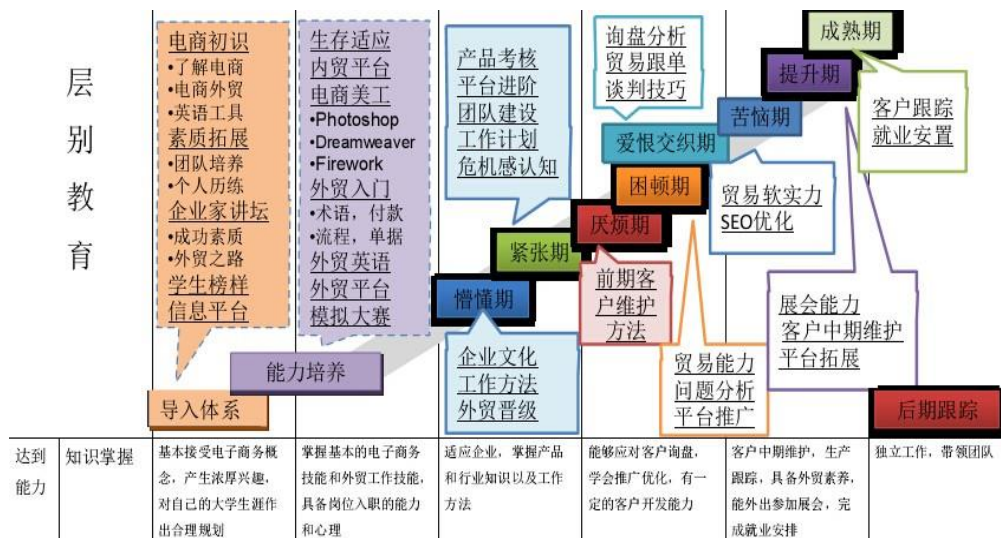 层
别
教
育
电商初识
•了解电商
•电商外贸
•英语工具
素质拓展
•团队培养
•个人历练
企业家讲坛
•成功素质
•外贸之路
学生榜样
信息平台
导入体系
生存适应
内贸平台
电商美工
•Photoshop
•Dreamweaver
•Firework
外贸入门
•术语，付款
•流程，单据
外贸英语
外贸平台
模拟大赛
能力培养
产品考核
平台进阶
团队建设
工作计划
危机感认知
紧张期
懵懂期
企业文化
工作方法
外贸晋级
询盘分析
贸易跟单
谈判技巧
爱恨交织期
困顿期
厌烦期
前期客
户维护
方法
贸易能力
问题分析
平台推广
成熟期
提升期
苦恼期
贸易软实力
SEO优化
客户跟踪
就业安置
展会能力
客户中期维护
平台拓展
后期跟踪
达到
能力
知识掌握
基本接受电子商务概
念，产生浓厚兴趣，
对自己的大学生涯作
出合理规划
掌握基本的电子商务
技能和外贸工作技能，
具备岗位入职的能力
和心理
适应企业，掌握产品
和行业知识以及工作
方法
能够应对客户询盘，
学会推广优化，有一
定的客户开发能力
客户中期维护，生产
跟踪，具备外贸素养，
能外出参加展会，完
成就业安排
独立工作，带领团队